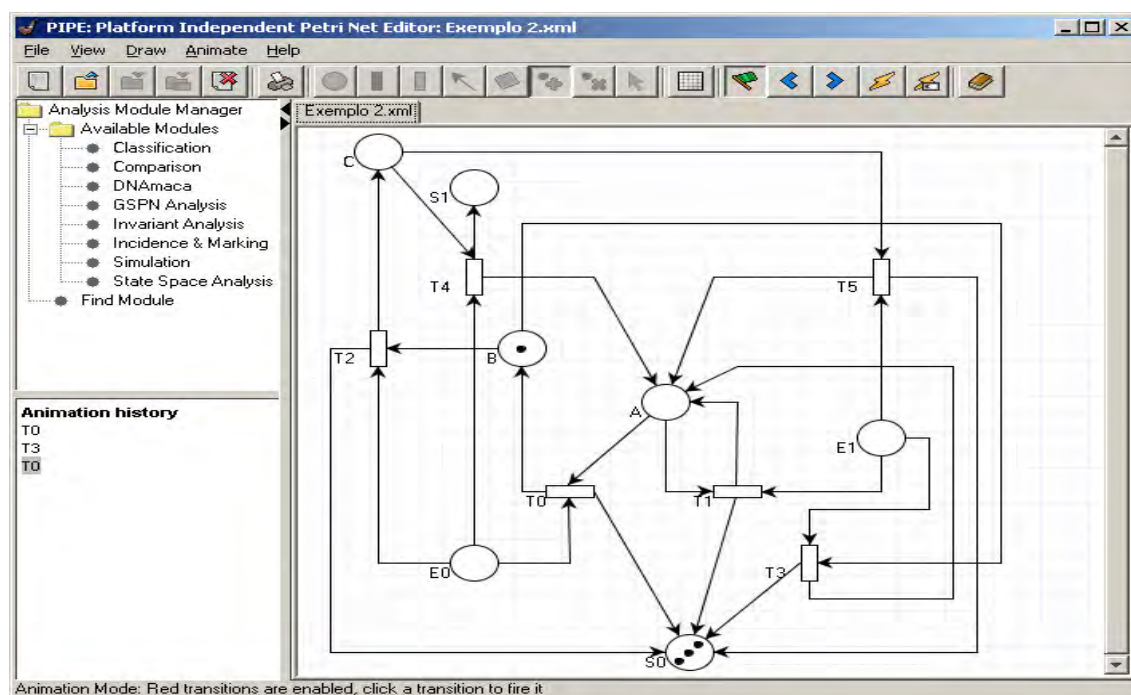 PIPE: Platform Independent Petri Net Editor: Exemplo 2.xml
File View Draw Animate Help
Analysis Module Manager
Available Modules
Classification
Comparison
DNAmaca
GSPN Analysis
Invariant Analysis
Incidence & Marking
Simulation
State Space Analysis
Find Module
Animation history
T0
T3
T0
Exemplo 2.xml
C
S1
T4
T5
T2
B
A
E1
T0
T1
E0
T3
S0
Animation Mode: Red transitions are enabled, click a transition to fire it